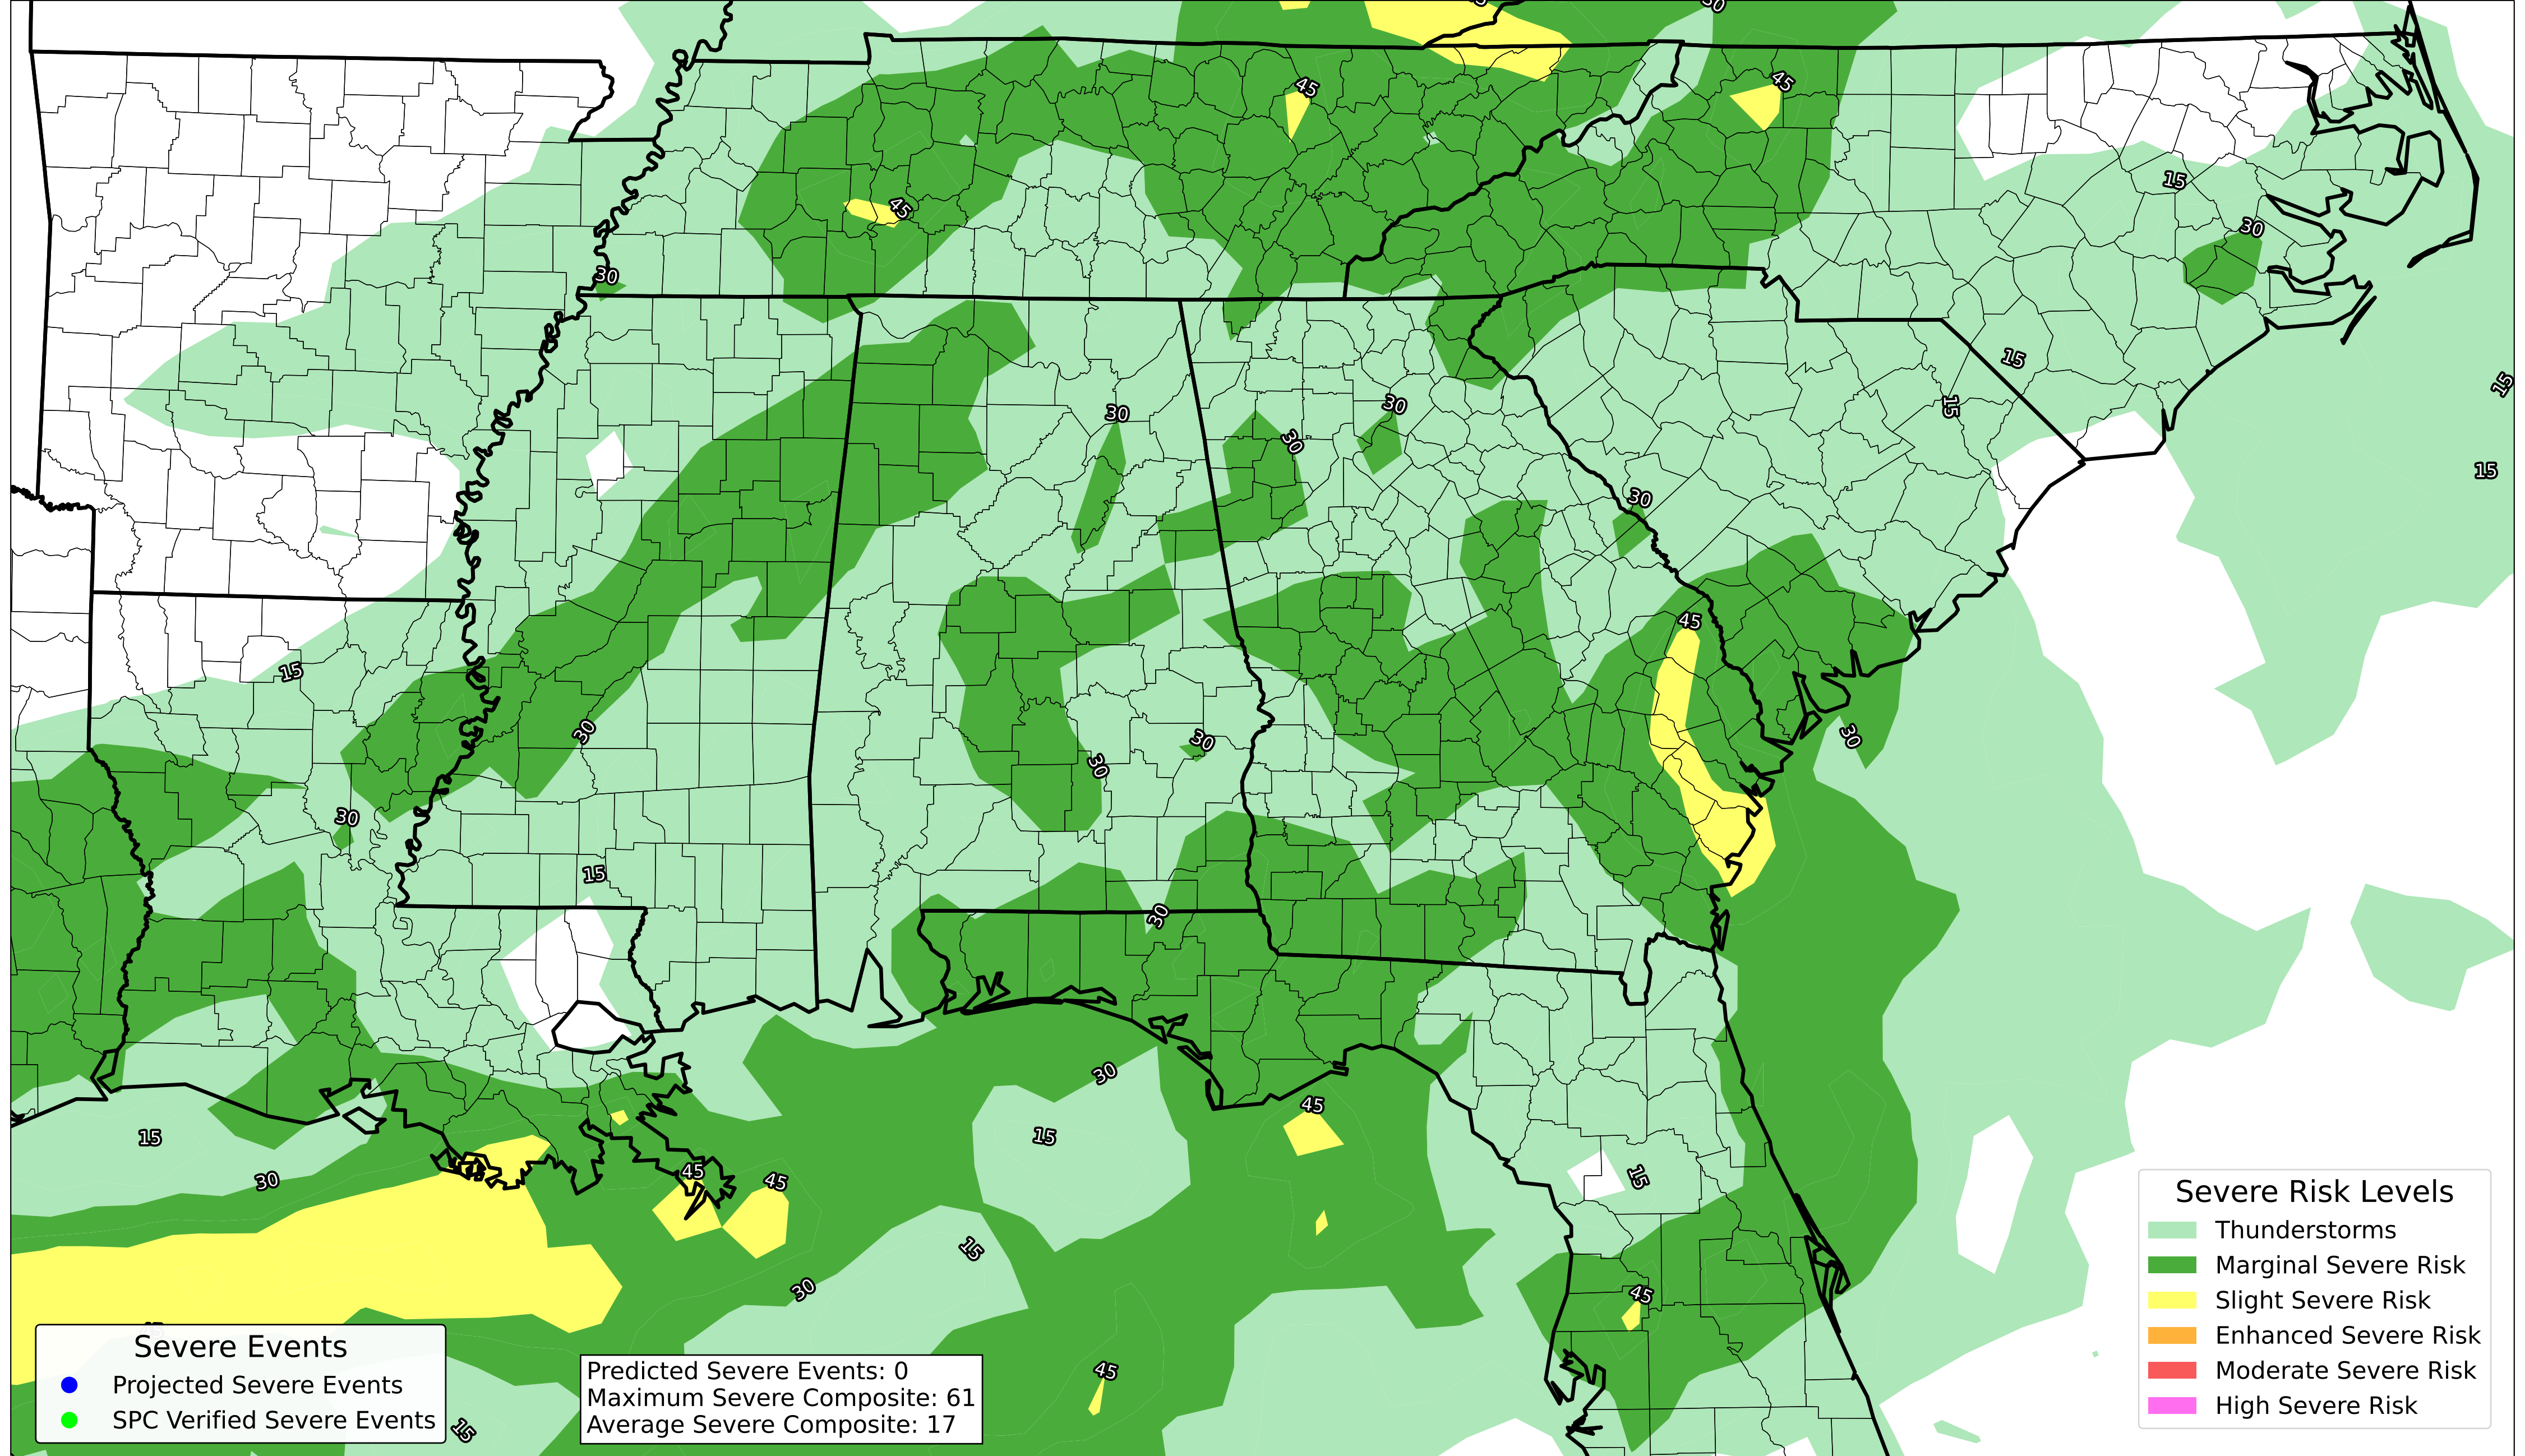 30
45
45
15
45
30
30
15
15
30
15
30
30
15
30
45
15
30
30
30
30
30
15
30
30
45
15
15
45
45
15
30
15
30
45
45
15
Severe Events
Projected Severe Events
SPC Verified Severe Events
Predicted Severe Events: 0
Maximum Severe Composite: 61
Average Severe Composite: 17
Severe Risk Levels
Thunderstorms
Marginal Severe Risk
Slight Severe Risk
Enhanced Severe Risk
Moderate Severe Risk
High Severe Risk